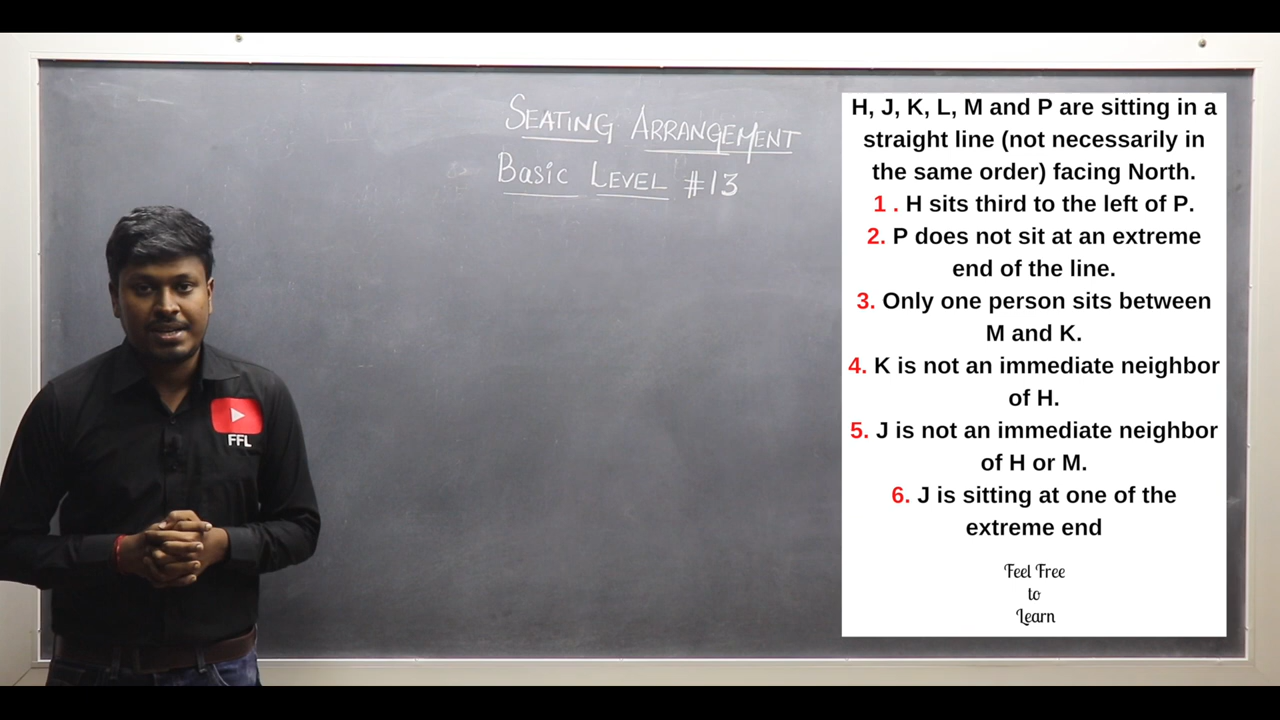 SEATING ARRANGEMENT
Basic LEVEL #13
H, J, K, L, M and P are sitting in a
straight line (not necessarily in
the same order) facing North.
1 . H sits third to the left of P.
2. P does not sit at an extreme
end of the line.
3. Only one person sits between
M and K.
4. K is not an immediate neighbor
of H.
5. J is not an immediate neighbor
of H or M.
6. J is sitting at one of the
extreme end
Feel Free
to
Learn
FFL